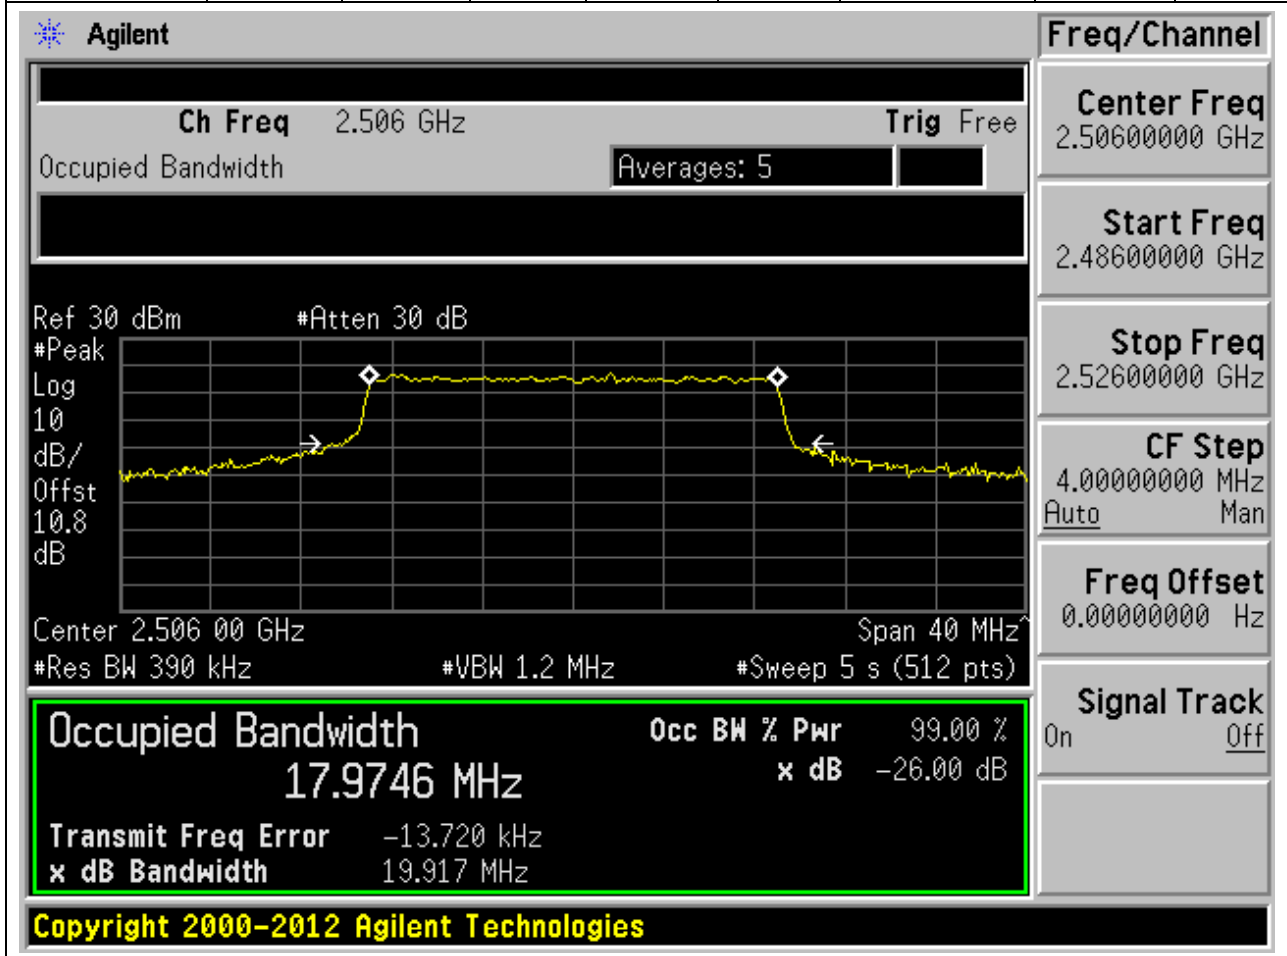 Agilent
Freq/Channel
Ch Freq 2.506 GHz Trig Free
Occupied Bandwidth Averages: 5
Center Freq
2.50600000 GHz
Start Freq
2.48600000 GHz
Stop Freq
2.52600000 GHz
CF Step
4.00000000 MHz
Auto Man
Freq Offset
0.00000000 Hz
Signal Track
On Off
Ref 30 dBm #Atten 30 dB
#Peak
Log
10
dB/
Offst
10.8
dB
Center 2.506 00 GHz Span 40 MHz^
#Res BW 390 kHz #VBW 1.2 MHz #Sweep 5 s (512 pts)
Occupied Bandwidth
17.9746 MHz
Occ BW % Pwr 99.00 %
x dB -26.00 dB
Transmit Freq Error -13.720 kHz
x dB Bandwidth 19.917 MHz
Copyright 2000-2012 Agilent Technologies